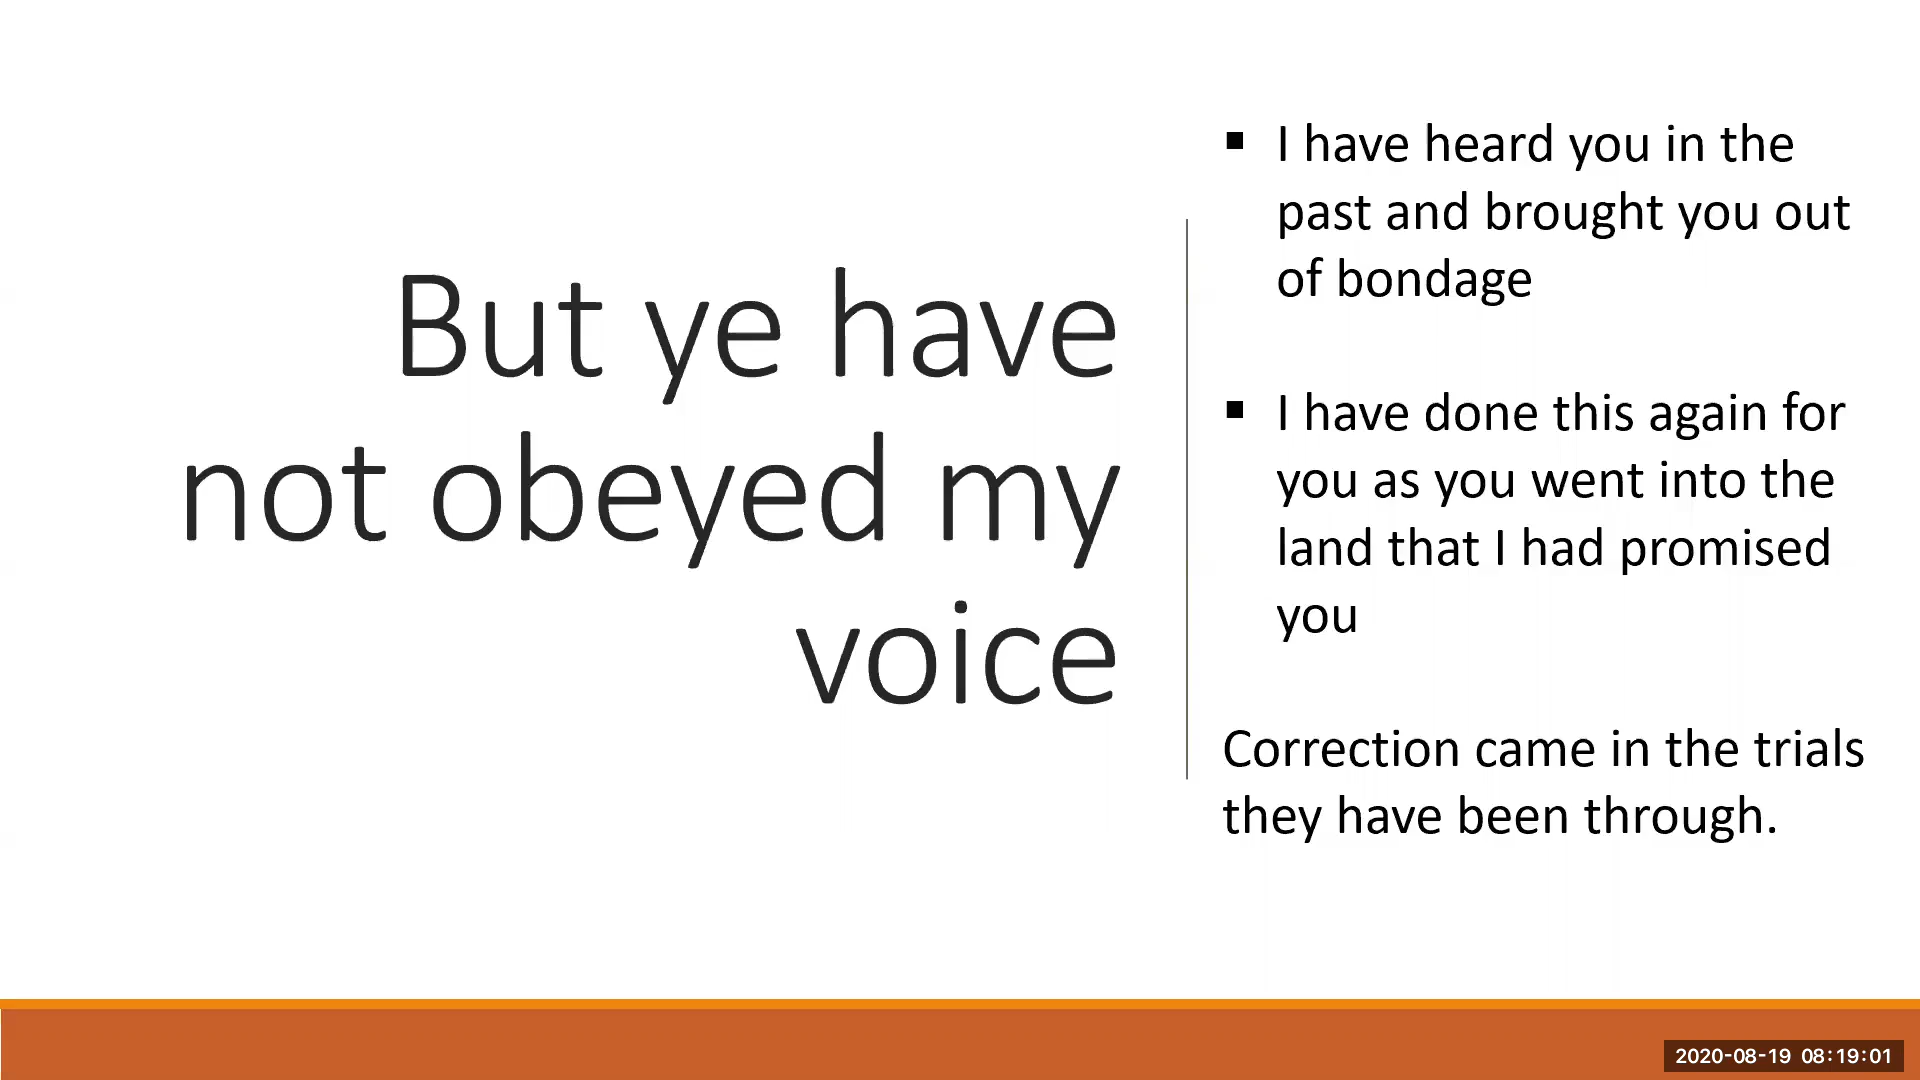 But ye have
not obeyed my
voice
▪ I have heard you in the
past and brought you out
of bondage
▪ I have done this again for
you as you went into the
land that I had promised
you
Correction came in the trials
they have been through.
2020-08-19 08:19:01